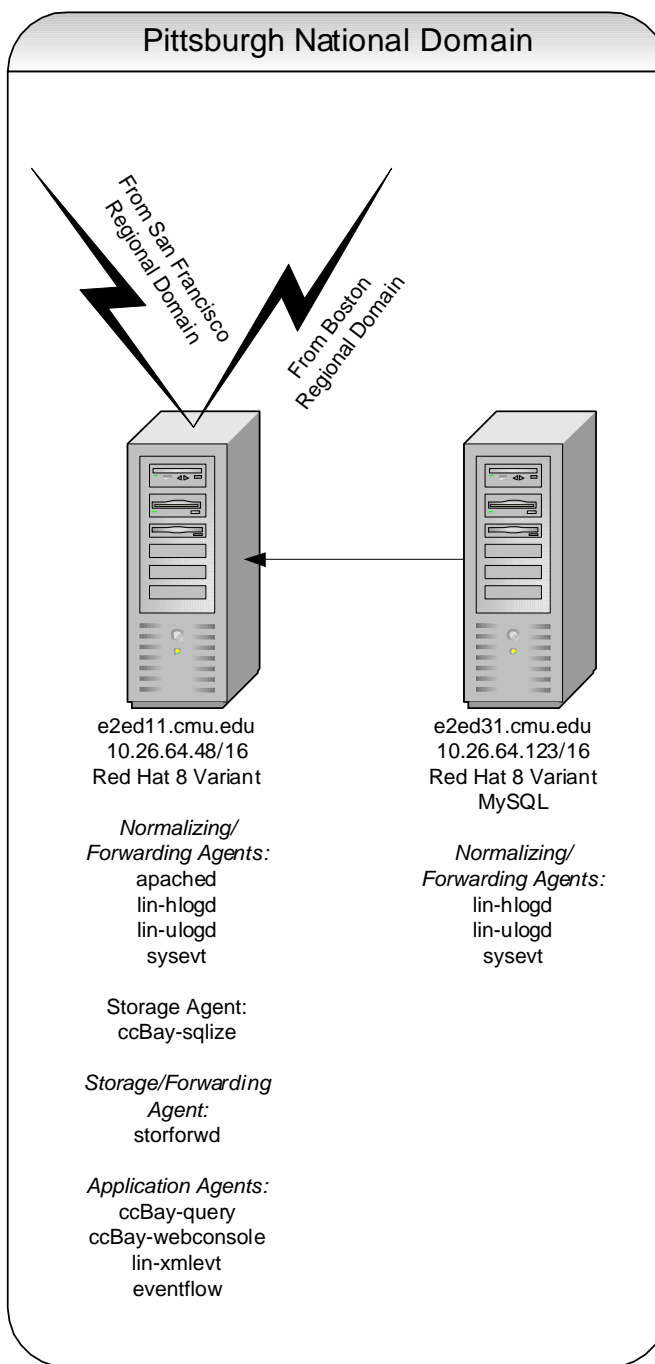 Pittsburgh National Domain
From San Francisco
Regional Domain
From Boston
Regional Domain
e2ed11.cmu.edu
10.26.64.48/16
Red Hat 8 Variant
Normalizing/
Forwarding Agents:
apached
lin-hlogd
lin-ulogd
sysevt
Storage Agent:
ccBay-sqlize
Storage/Forwarding
Agent:
storforwd
Application Agents:
ccBay-query
ccBay-webconsole
lin-xmlevt
eventflow
e2ed31.cmu.edu
10.26.64.123/16
Red Hat 8 Variant
MySQL
Normalizing/
Forwarding Agents:
lin-hlogd
lin-ulogd
sysevt